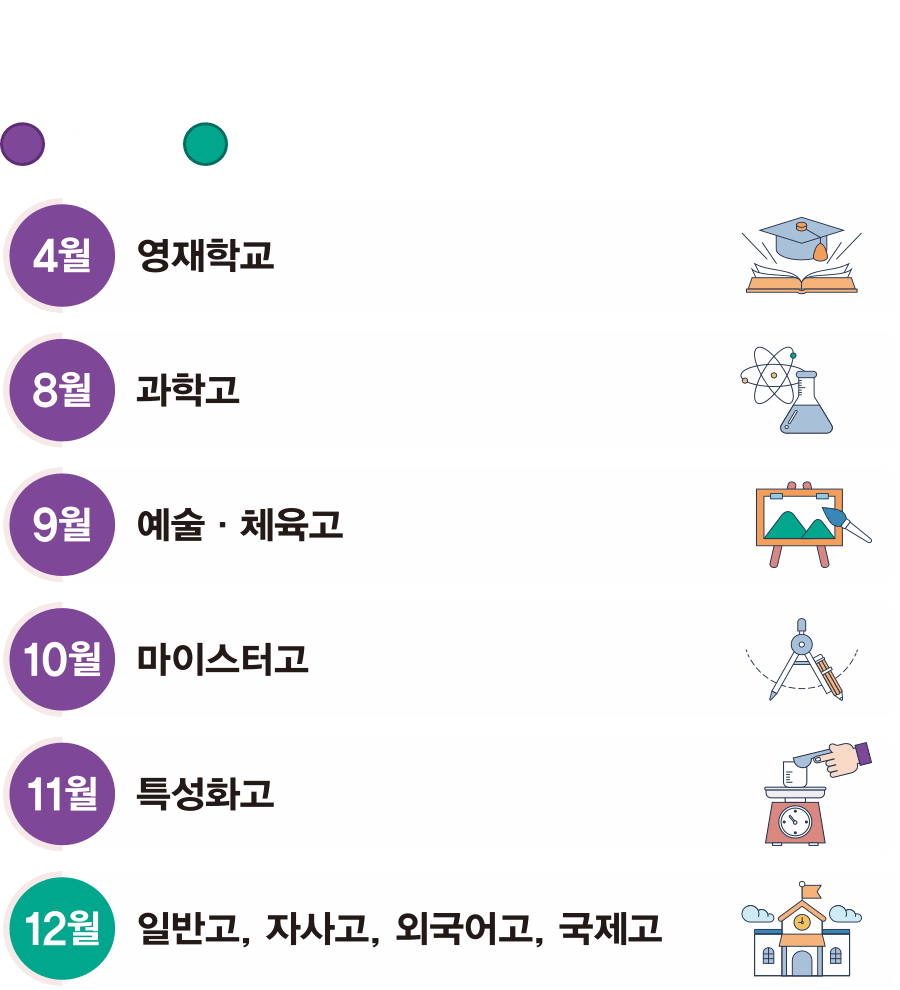 4월 영재학교
8월 과학고
9월 예술 · 체육고
10월 마이스터고
11월 특성화고
12월 일반고, 자사고, 외국어고, 국제고